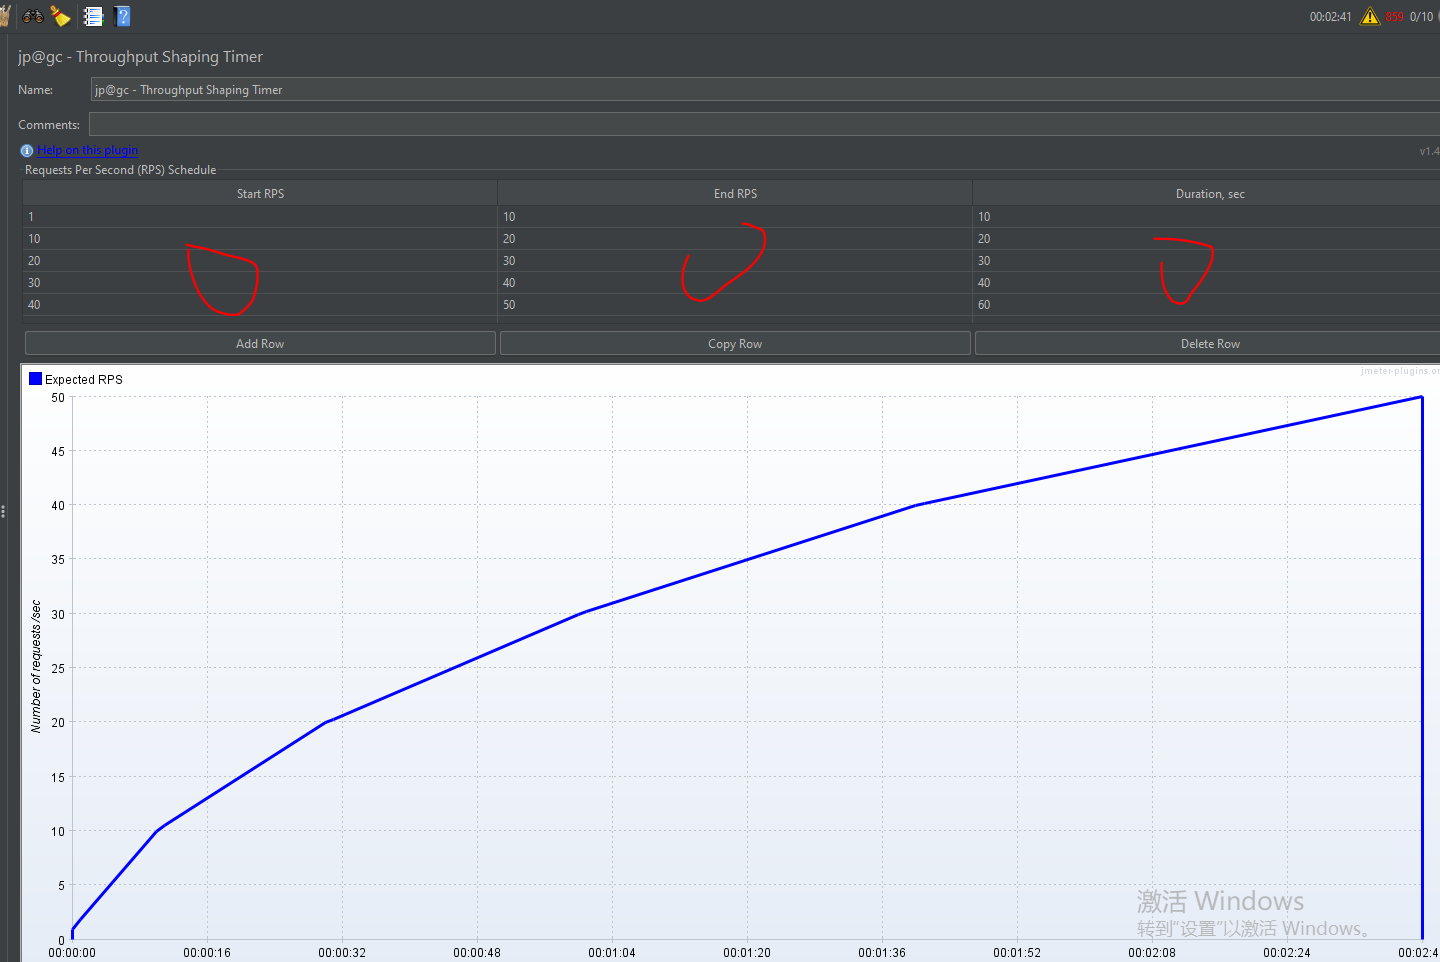 00:02:41 859 0/10
jp@gc - Throughput Shaping Timer
Name: jp@gc - Throughput Shaping Timer
Comments:
Help on this plugin
v1.4
Requests Per Second (RPS) Schedule
Start RPS End RPS Duration, sec
1 10 10
10 20 20
20 30 30
30 40 40
40 50 60
Add Row Copy Row Delete Row
Expected RPS
jmeter-plugins.or
50
45
40
35
30
25
20
15
10
5
0
Number of requests /sec
00:00:00 00:00:16 00:00:32 00:00:48 00:01:04 00:01:20 00:01:36 00:01:52 00:02:08 00:02:24 00:02:4
激活 Windows
转到"设置"以激活 Windows。